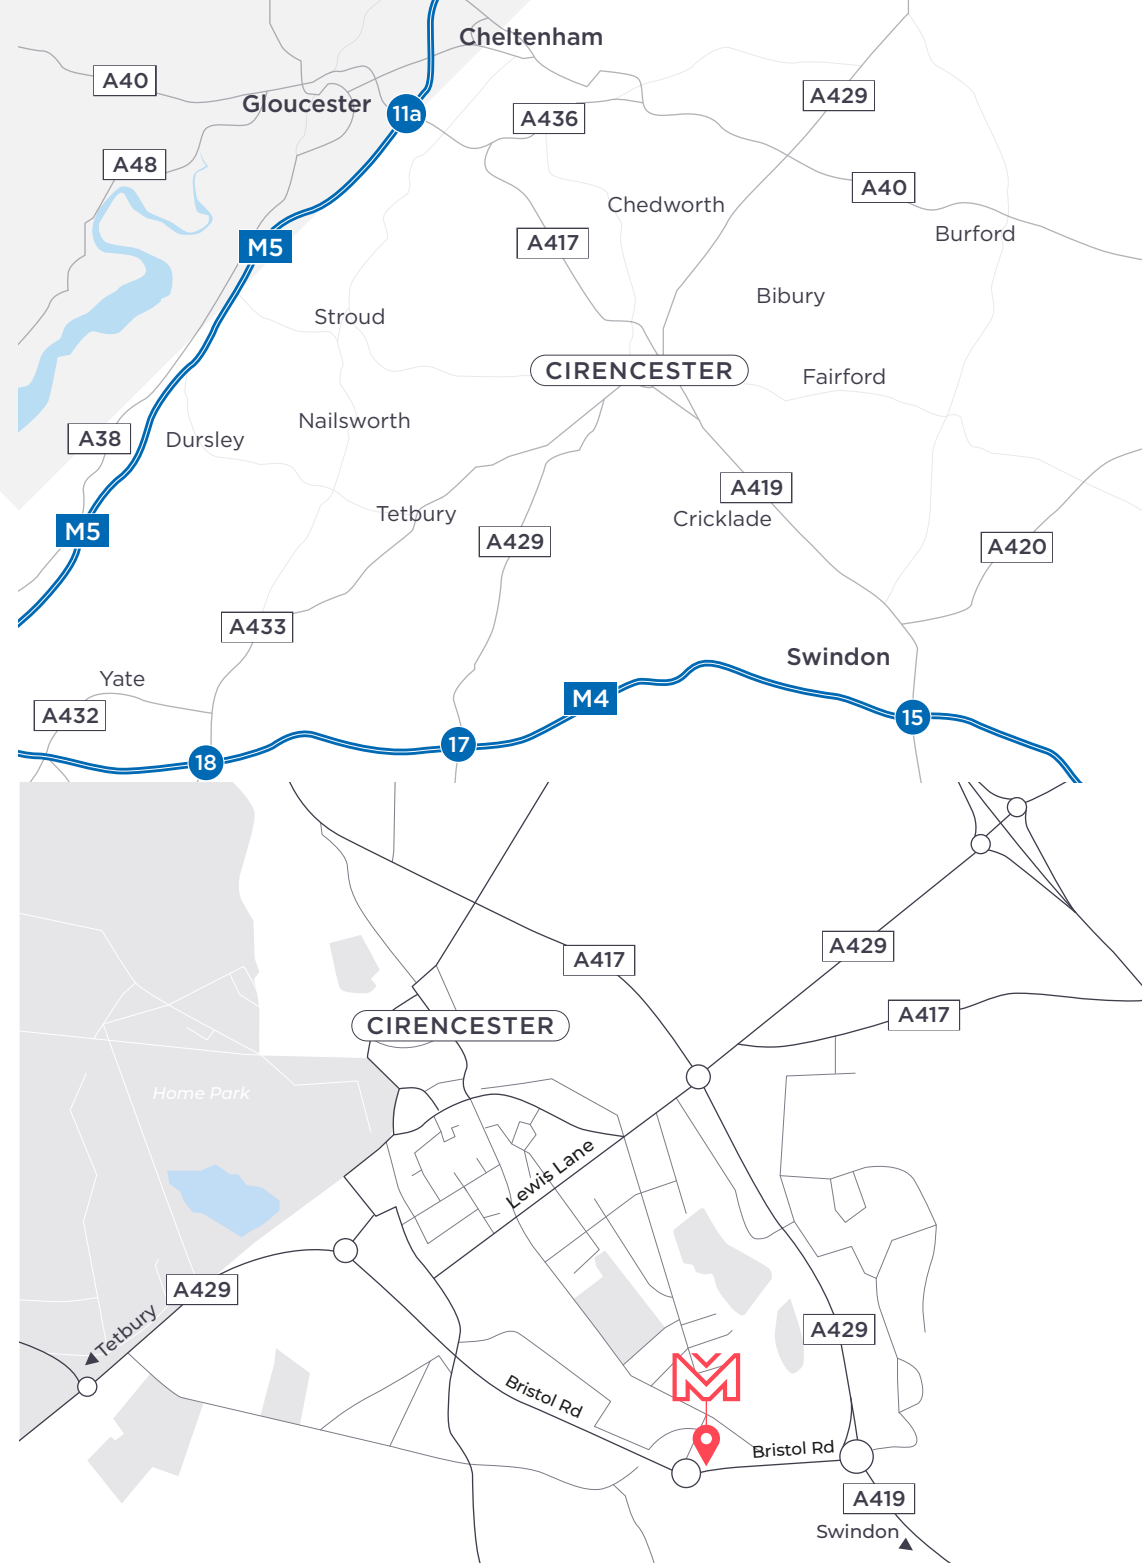 Cheltenham
A40
Gloucester
A429
11a
A436
A48
A40
Chedworth
Burford
A417
M5
Bibury
Stroud
CIRENCESTER
Fairford
Nailsworth
A38
Dursley
A419
Tetbury
Cricklade
M5
A429
A420
A433
Swindon
Yate
M4
A432
15
17
18
A429
A417
A417
CIRENCESTER
Home Park
Lewis Lane
A429
Tetbury
A429
Bristol Rd
Bristol Rd
A419
Swindon